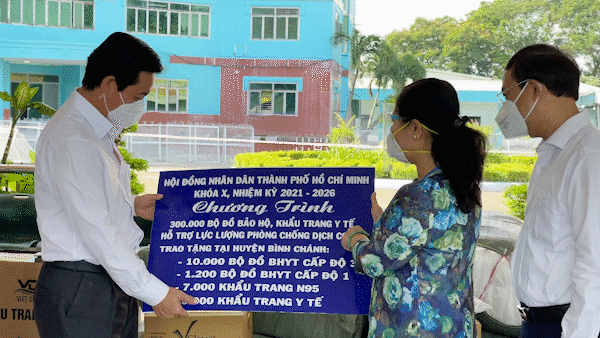 HỘI ĐỒNG NHÂN DÂN THÀNH PHỐ HỒ CHÍ MINH
KHÓA X, NHIỆM KỲ 2021 - 2026
Chương Trình
300.000 BỘ ĐỒ BẢO HỘ, KHẨU TRANG Y TẾ
HỖ TRỢ LỰC LƯỢNG PHÒNG CHỐNG DỊCH
TRAO TẶNG TẠI HUYỆN BÌNH CHÁNH:
- 10.000 BỘ ĐỒ BHYT CẤP ĐỘ 3
- 1.200 BỘ ĐỒ BHYT CẤP ĐỘ 1
- 7.000 KHẨU TRANG N95
KHẨU TRANG Y TẾ